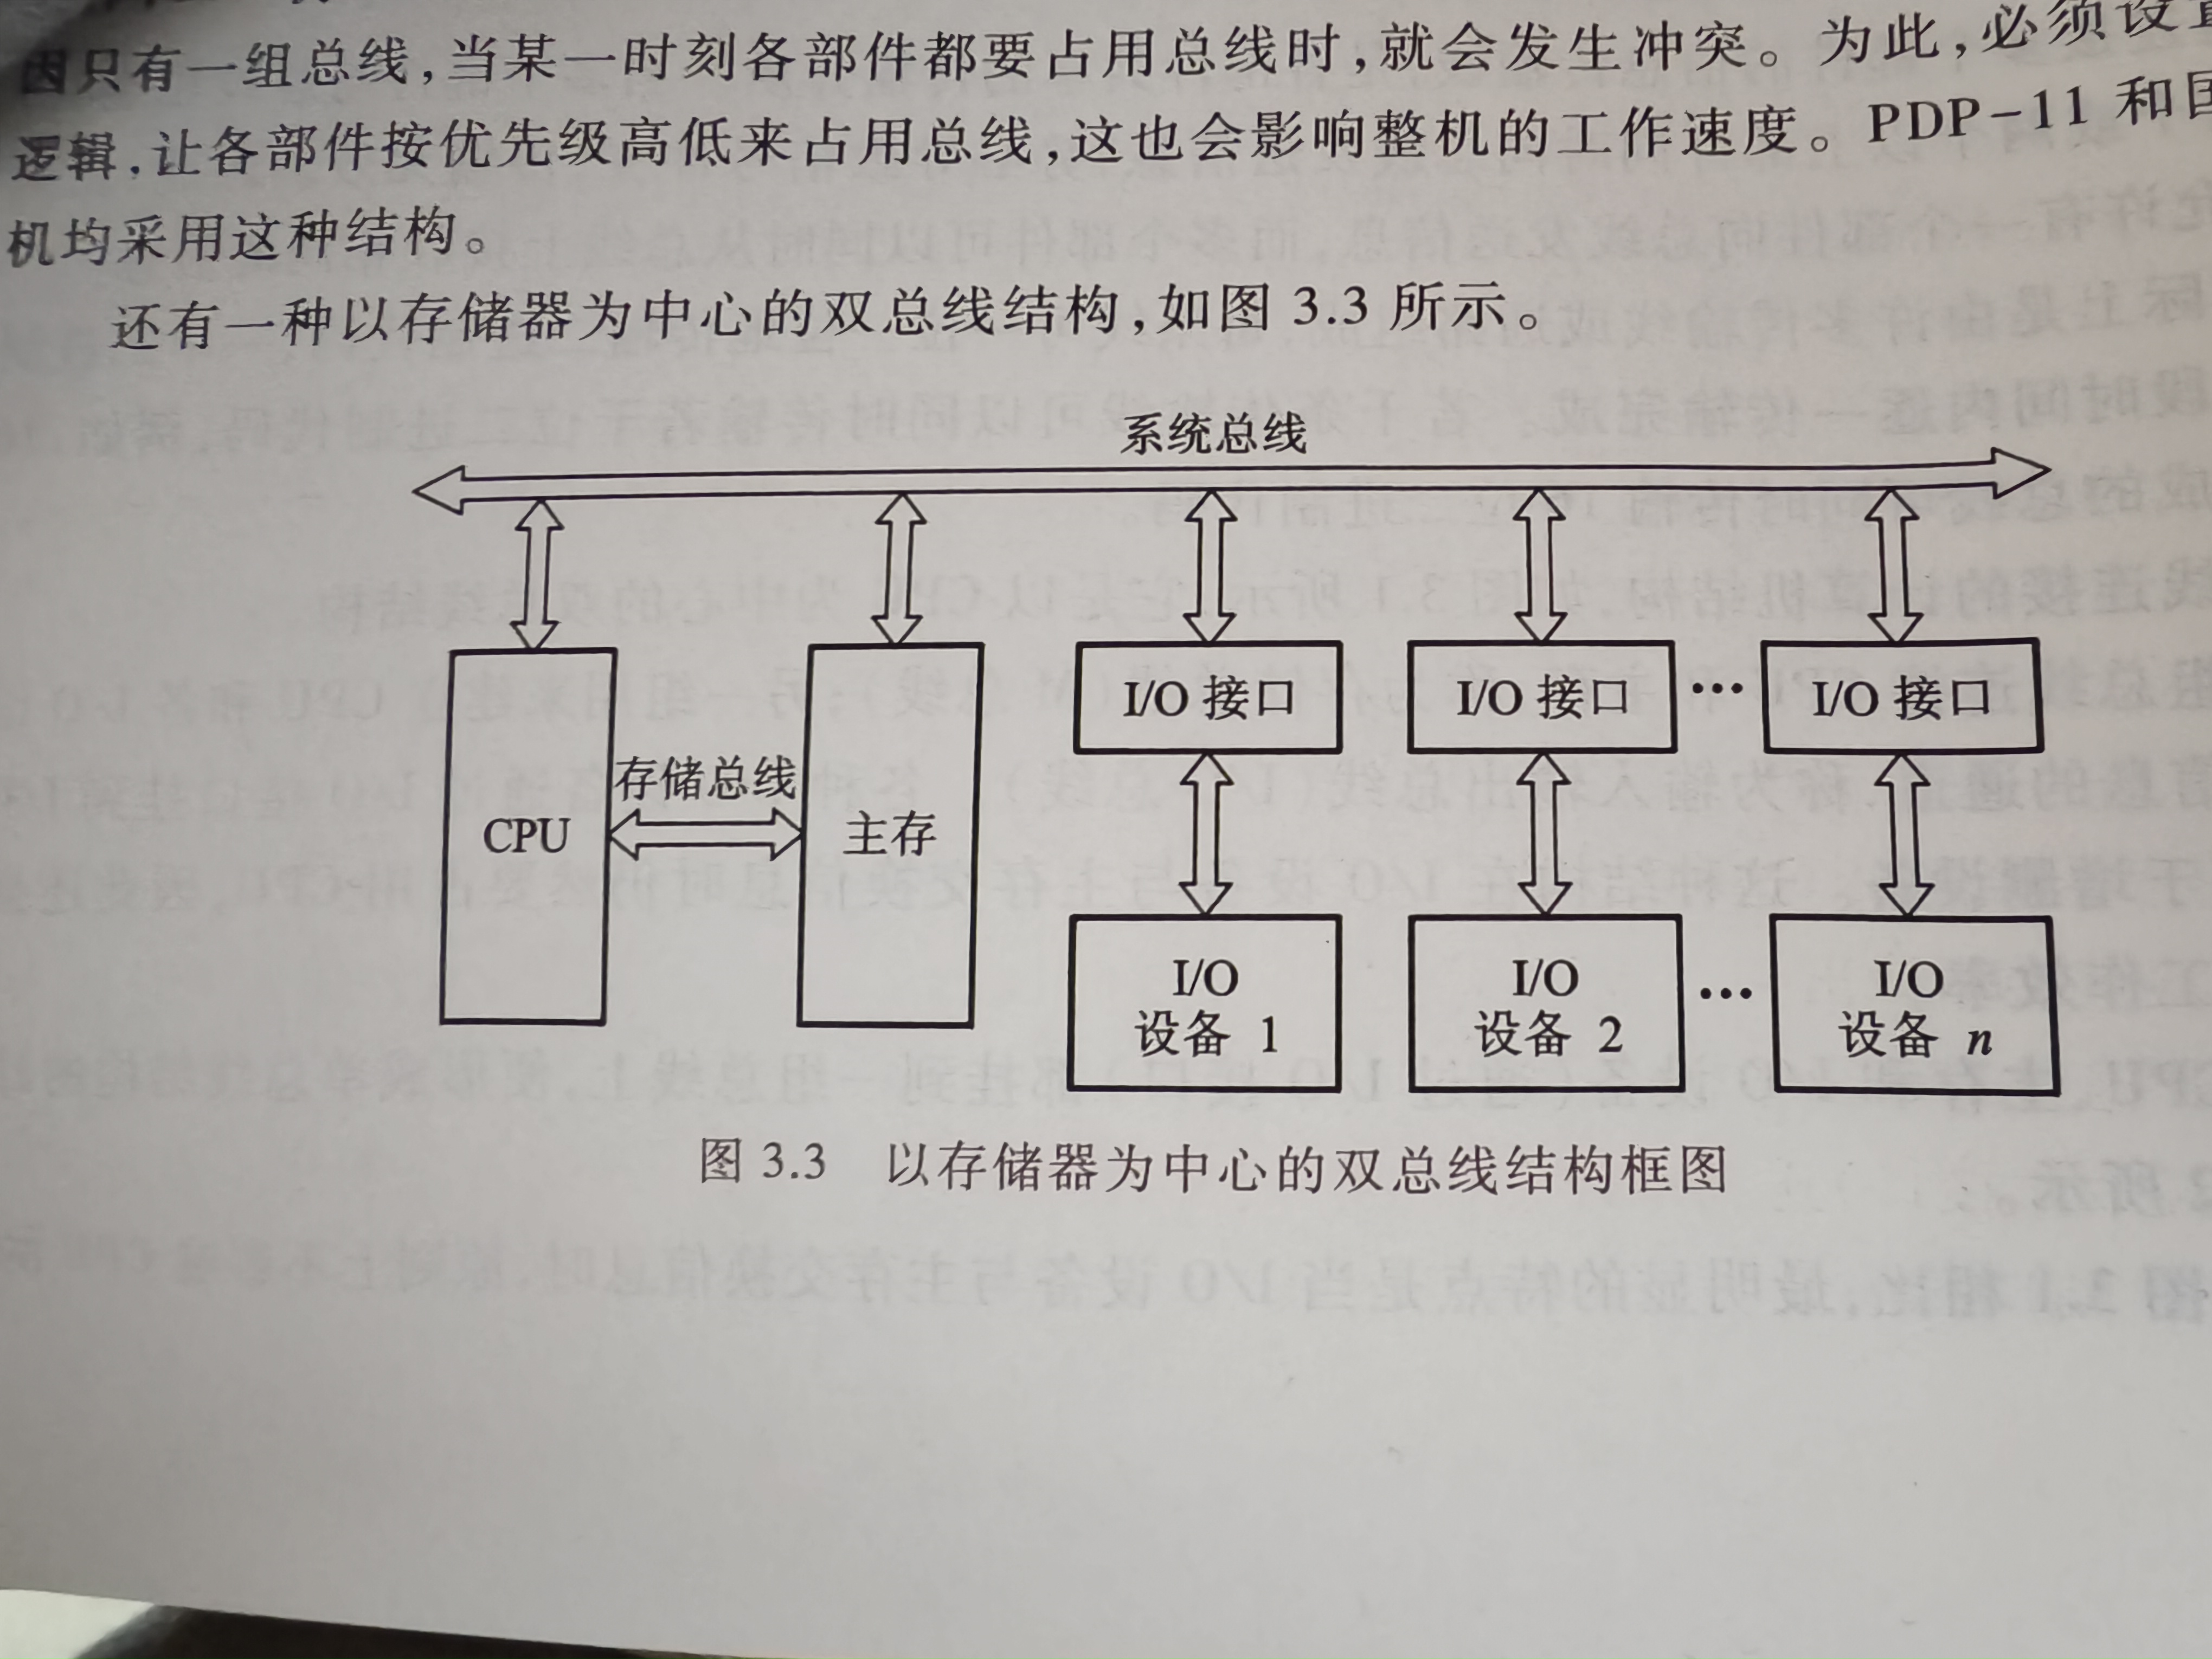 因只有一组总线,当某一时刻各部件都要占用总线时,就会发生冲突。为此,必须设
逻辑,让各部件按优先级高低来占用总线,这也会影响整机的工作速度。PDP-11 和
机均采用这种结构。
还有一种以存储器为中心的双总线结构,如图 3.3 所示。
系统总线
I/O 接口 I/O 接口 … I/O 接口
存储总线
CPU 主存
I/O I/O … I/O
设备 1 设备 2 设备 n
图 3.3 以存储器为中心的双总线结构框图